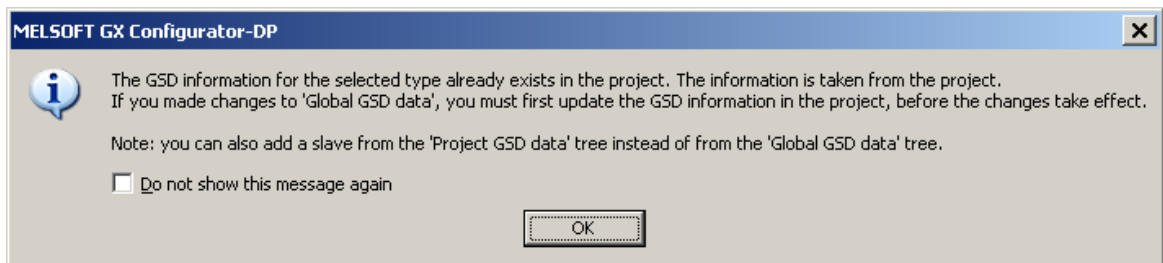 MELSOFT GX Configurator-DP
The GSD information for the selected type already exists in the project. The information is taken from the project.
If you made changes to 'Global GSD data', you must first update the GSD information in the project, before the changes take effect.
Note: you can also add a slave from the 'Project GSD data' tree instead of from the 'Global GSD data' tree.
Do not show this message again
OK